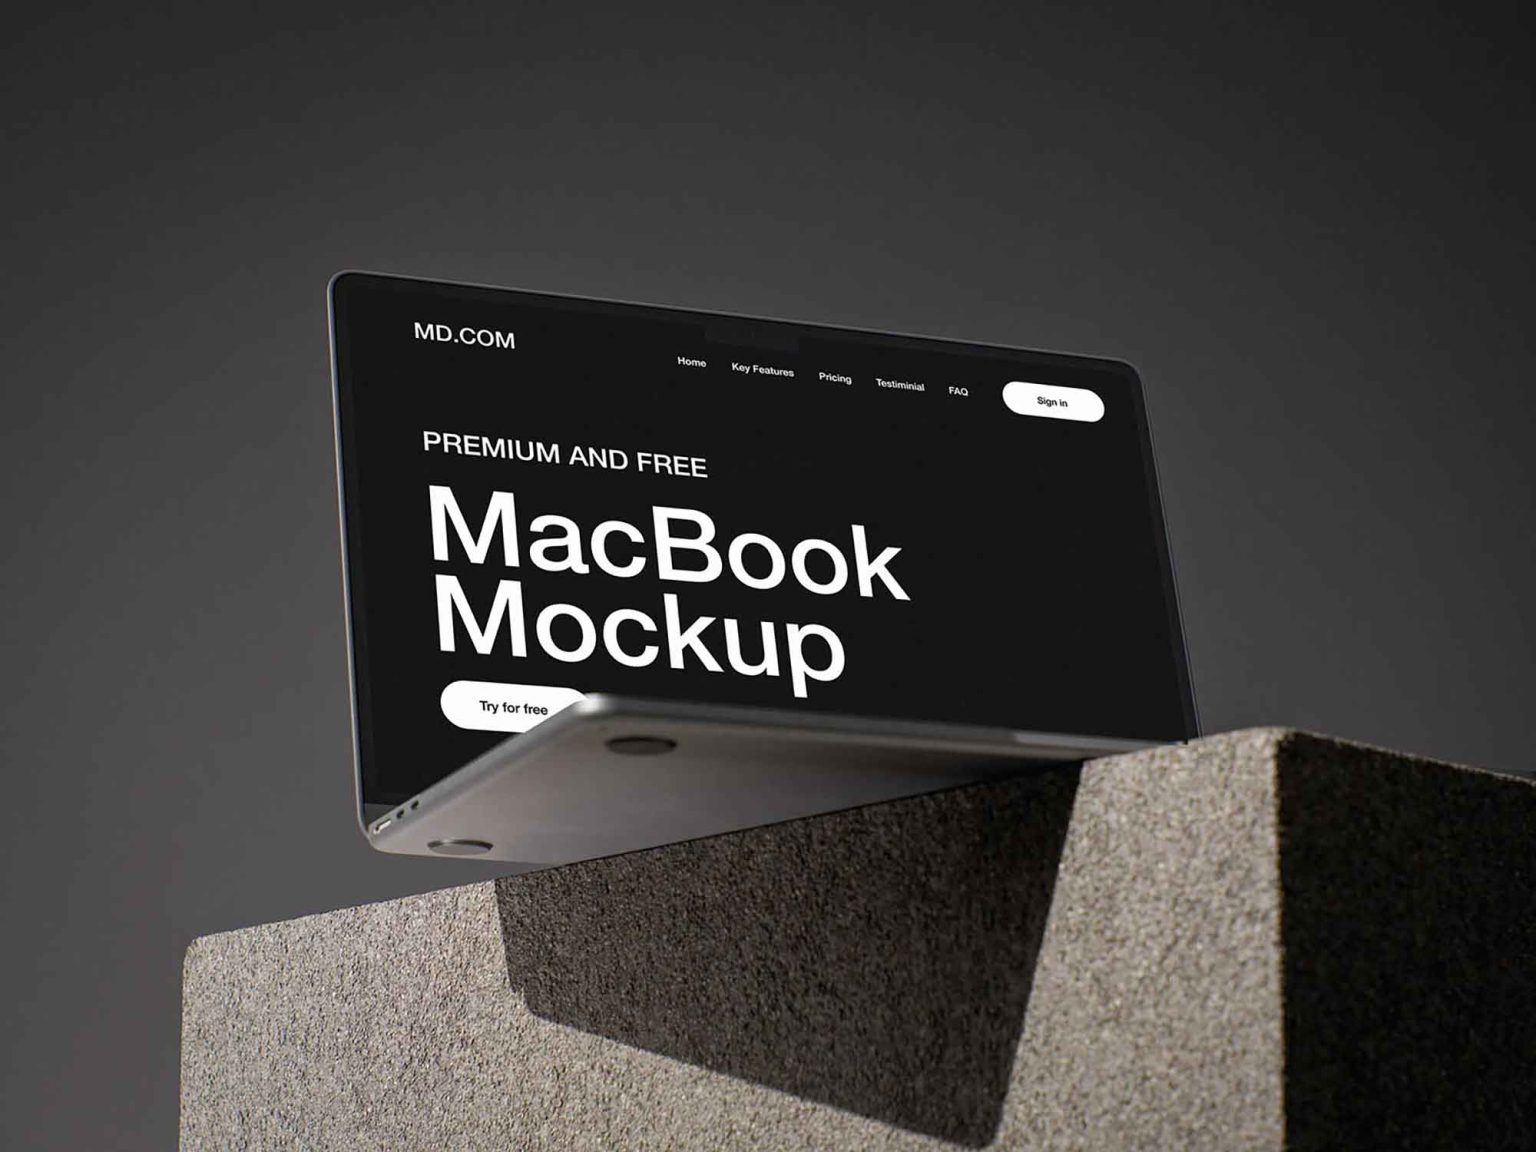 MD.COM
Home Key Features Pricing Testiminial FAQ Sign in
PREMIUM AND FREE
MacBook
Mockup
Try for free